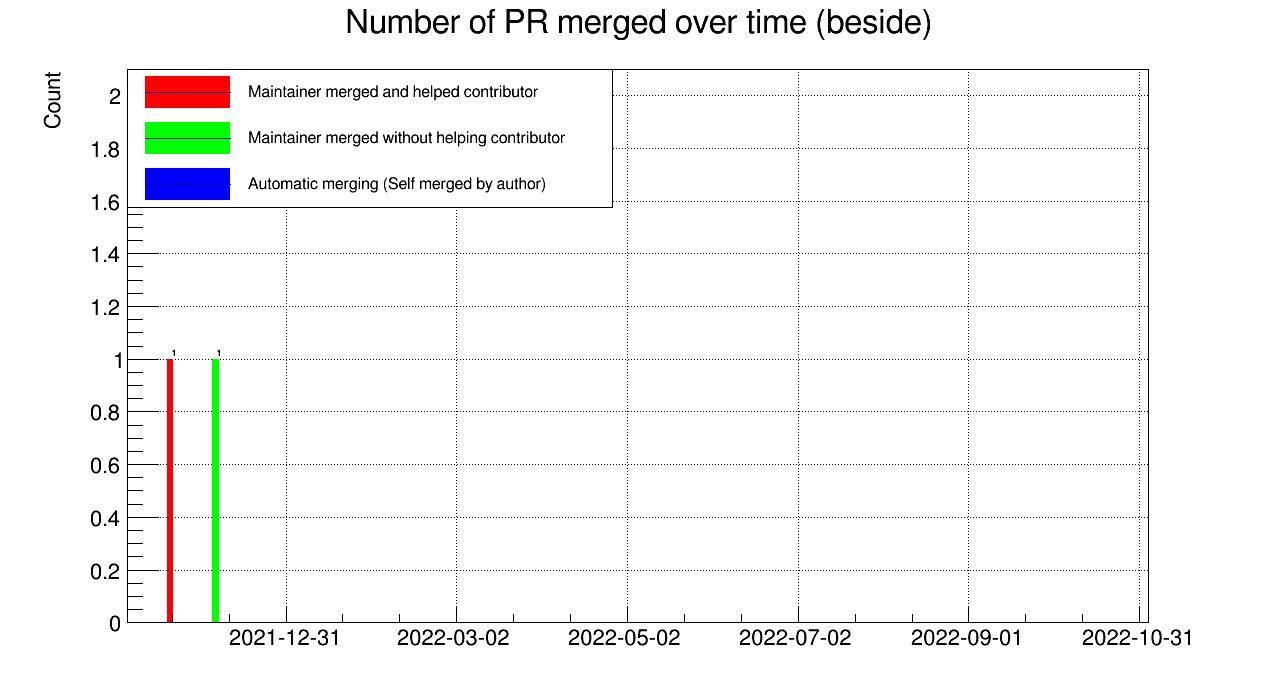 Number of PR merged over time (beside)
Count
Maintainer merged and helped contributor
Maintainer merged without helping contributor
Automatic merging (Self merged by author)
2
1.8
1.6
1.4
1.2
1
0.8
0.6
0.4
0.2
0
1 1
2021-12-31 2022-03-02 2022-05-02 2022-07-02 2022-09-01 2022-10-31